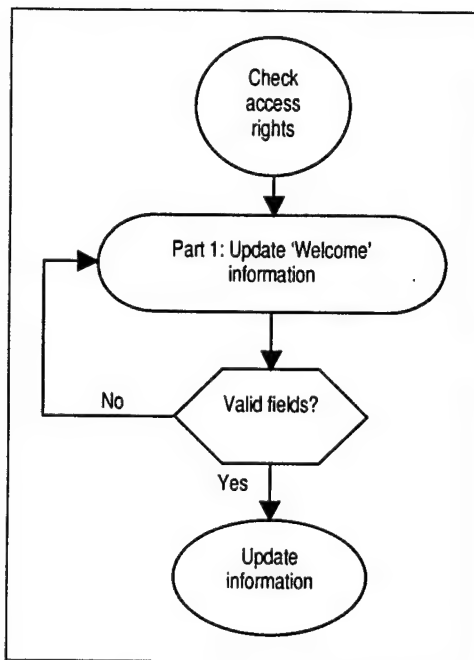 Check
access
rights
Part 1: Update 'Welcome'
information
No
Valid fields?
Yes
Update
information